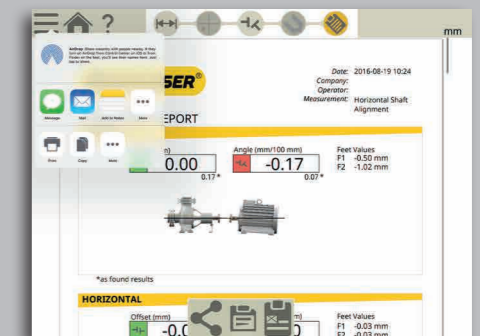 ?
mm
AirDrop. Share instantly with people nearby. If they turn on AirDrop from Control Center on iOS or from Finder on the Mac, you'll see their names here. Just tap to share.
Message
Mail
Add to Notes
More
Print
Copy
More
SER®
Date: 2016-08-19 10:24
Company:
Operator:
Measurement: Horizontal Shaft
Alignment
EPORT
Angle (mm/100 mm)
Feet Values
0.00
-0.17
F1 -0.50 mm
F2 -1.02 mm
0.17 *
0.07 *
*as found results
HORIZONTAL
Offset (mm)
Feet Values
F1 -0.03 mm
F2 -0.03 mm